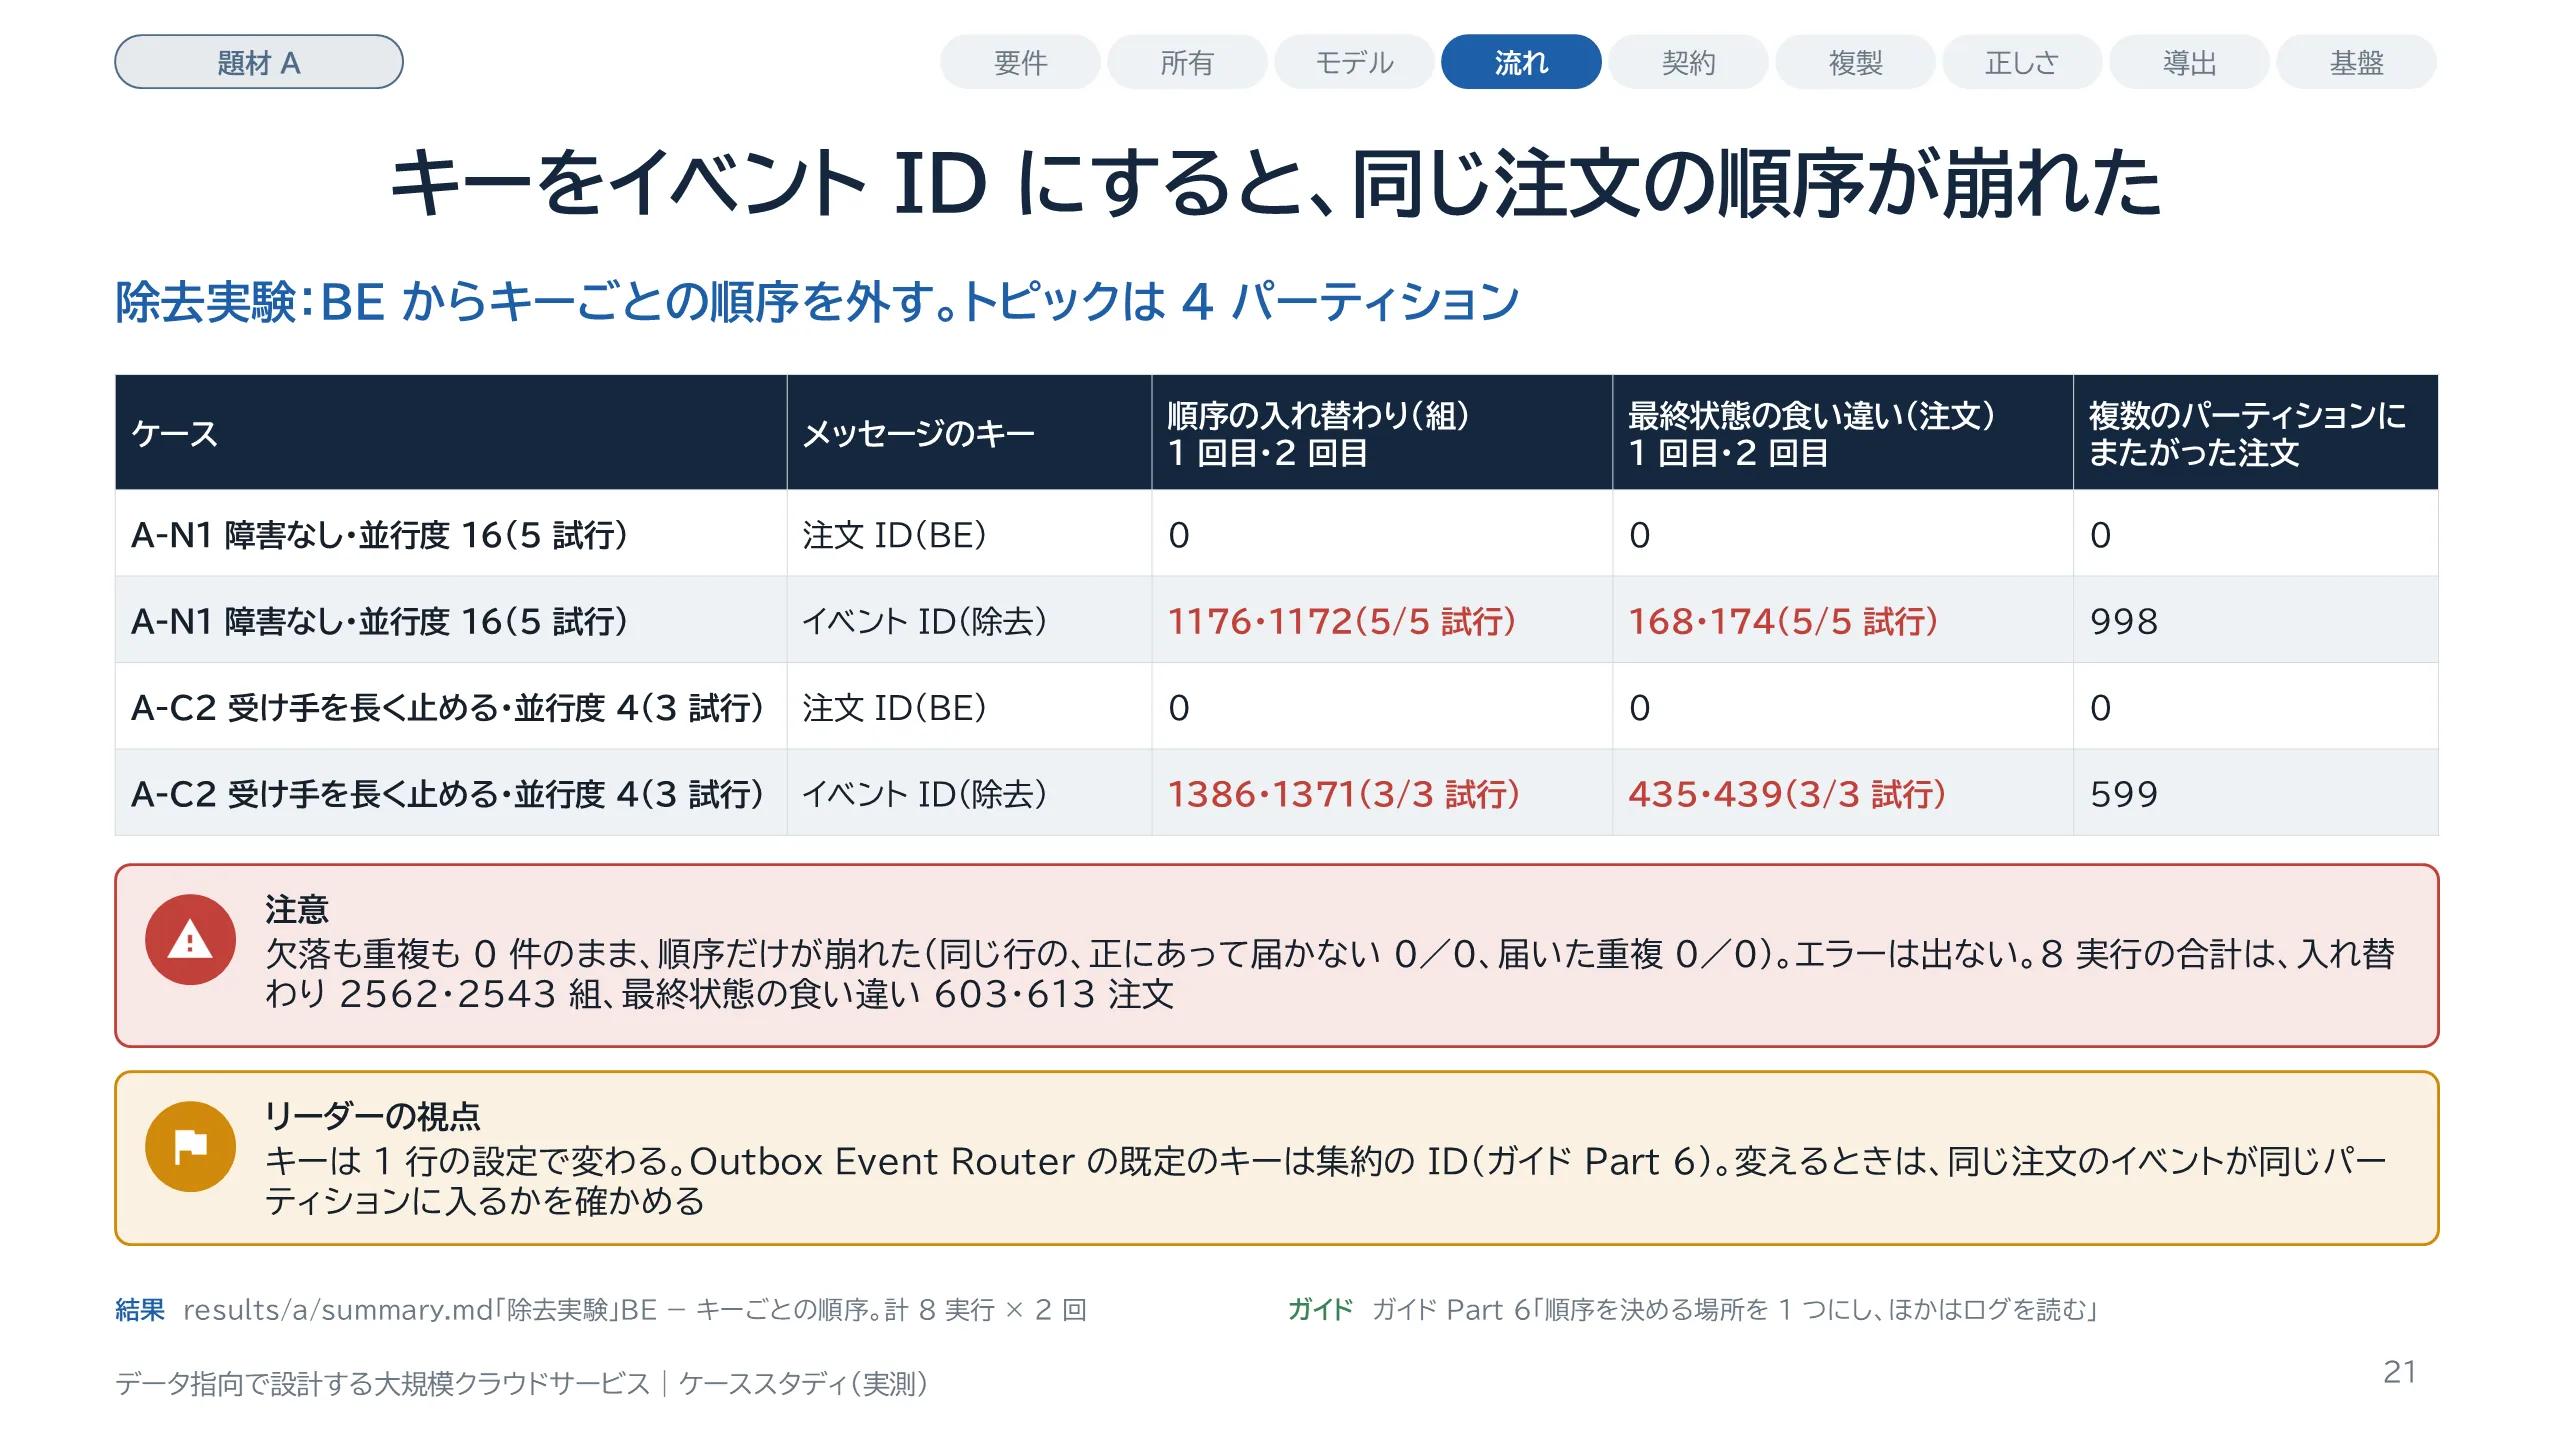 題材 A
要件
所有
モデル
流れ
契約
複製
正しさ
導出
基盤
キーをイベント ID にすると、同じ注文の順序が崩れた
除去実験：BE からキーごとの順序を外す。トピックは 4 パーティション
ケース
メッセージのキー
順序の入れ替わり（組）
1 回目・2 回目
最終状態の食い違い（注文）
1 回目・2 回目
複数のパーティションに
またがった注文
A-N1 障害なし・並行度 16（5 試行）
注文 ID（BE）
0
0
0
A-N1 障害なし・並行度 16（5 試行）
イベント ID（除去）
1176・1172（5/5 試行）
168・174（5/5 試行）
998
A-C2 受け手を長く止める・並行度 4（3 試行）
注文 ID（BE）
0
0
0
A-C2 受け手を長く止める・並行度 4（3 試行）
イベント ID（除去）
1386・1371（3/3 試行）
435・439（3/3 試行）
599
注意
欠落も重複も 0 件のまま、順序だけが崩れた（同じ行の、正にあって届かない 0／0、届いた重複 0／0）。エラーは出ない。8 実行の合計は、入れ替
わり 2562・2543 組、最終状態の食い違い 603・613 注文
リーダーの視点
キーは 1 行の設定で変わる。Outbox Event Router の既定のキーは集約の ID（ガイド Part 6）。変えるときは、同じ注文のイベントが同じパー
ティションに入るかを確かめる
結果 results/a/summary.md「除去実験」BE − キーごとの順序。計 8 実行 × 2 回
ガイド ガイド Part 6「順序を決める場所を 1 つにし、ほかはログを読む」
データ指向で設計する大規模クラウドサービス｜ケーススタディ（実測）
21